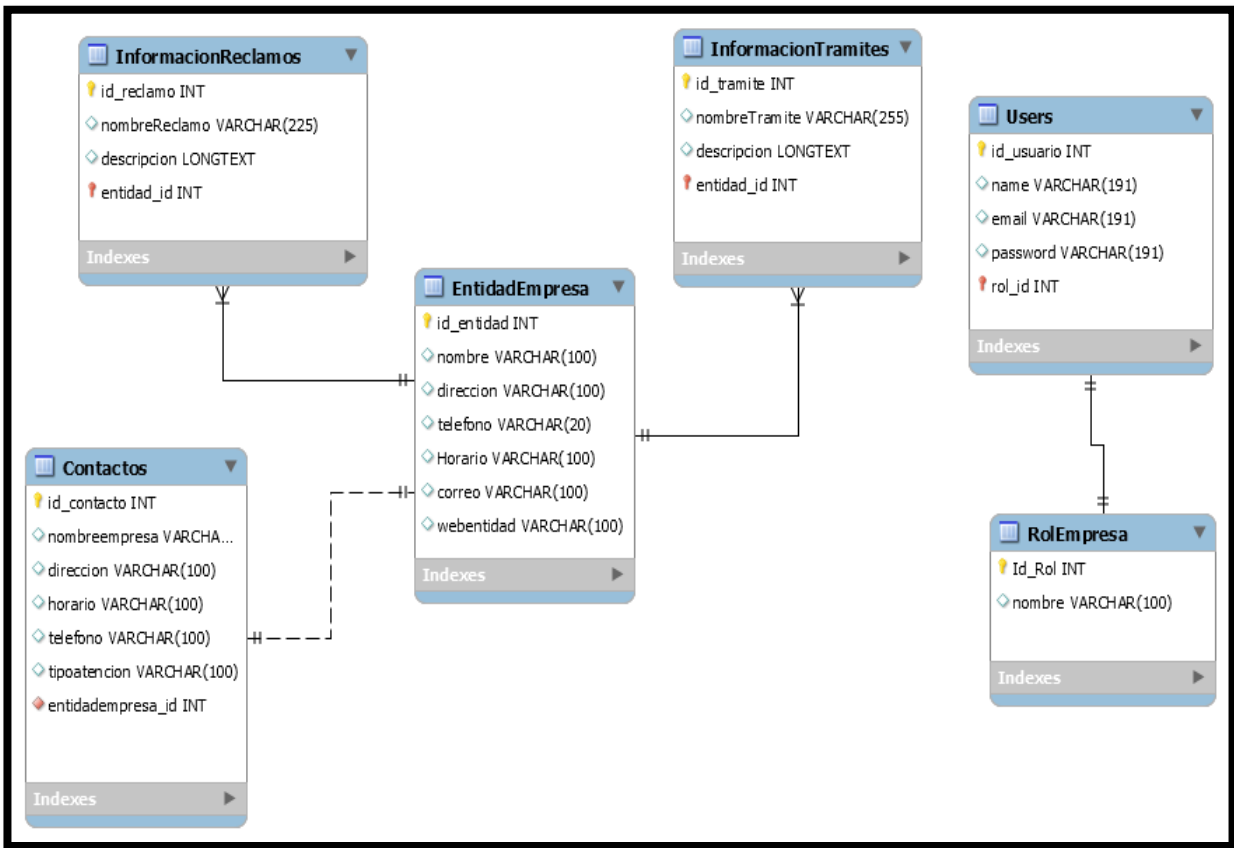 InformacionReclamos
id_reclamo INT
nombreReclamo VARCHAR(225)
descripcion LONGTEXT
entidad_id INT
Indexes
InformacionTramites
id_tramite INT
nombreTramite VARCHAR(255)
descripcion LONGTEXT
entidad_id INT
Indexes
Users
id_usuario INT
name VARCHAR(191)
email VARCHAR(191)
password VARCHAR(191)
rol_id INT
Indexes
EntidadEmpresa
id_entidad INT
nombre VARCHAR(100)
direccion VARCHAR(100)
telefono VARCHAR(20)
Horario VARCHAR(100)
correo VARCHAR(100)
webentidad VARCHAR(100)
Indexes
Contactos
id_contacto INT
nombreempresa VARCHA...
direccion VARCHAR(100)
horario VARCHAR(100)
telefono VARCHAR(100)
tipoatencion VARCHAR(100)
entidadempresa_id INT
Indexes
RolEmpresa
Id_Rol INT
nombre VARCHAR(100)
Indexes